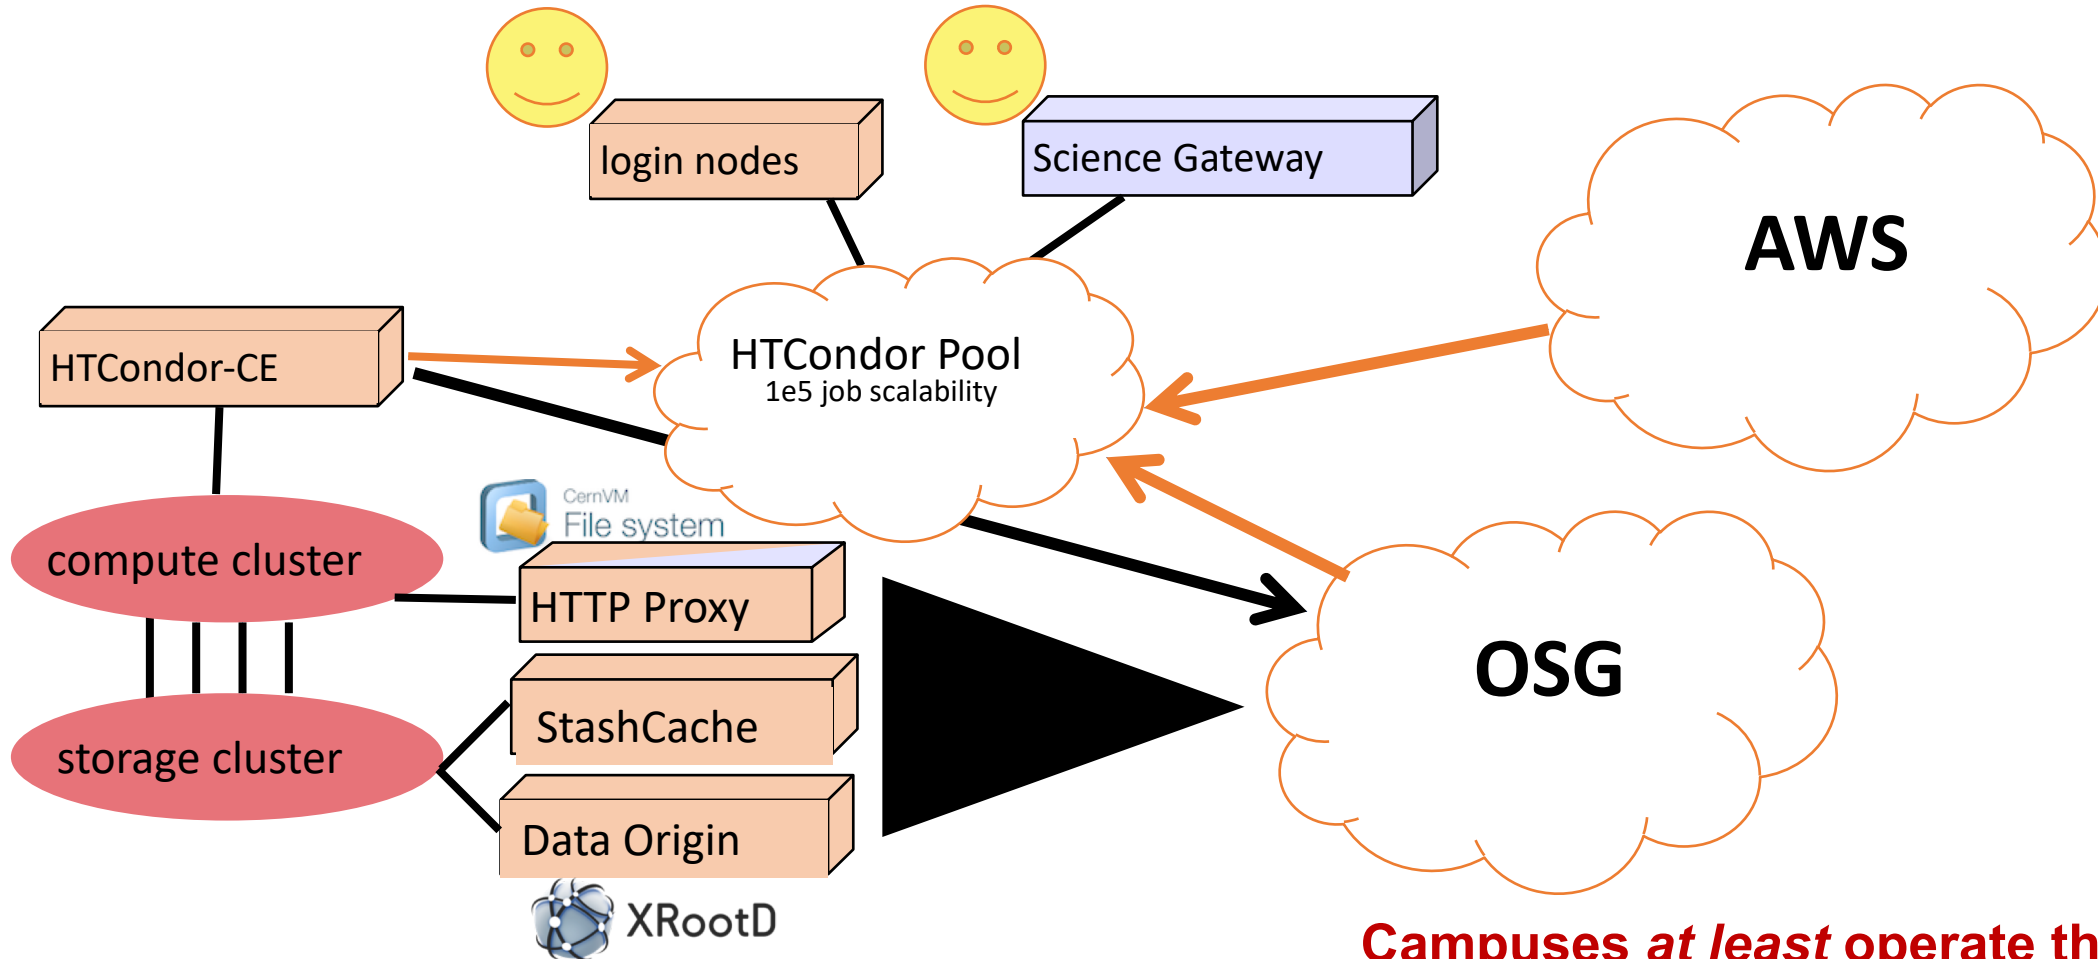 login nodes
Science Gateway
AWS
HTCondor-CE
HTCondor Pool
1e5 job scalability
CernVM
File system
compute cluster
HTTP Proxy
OSG
StashCache
storage cluster
Data Origin
XRootD
Campuses at least operate